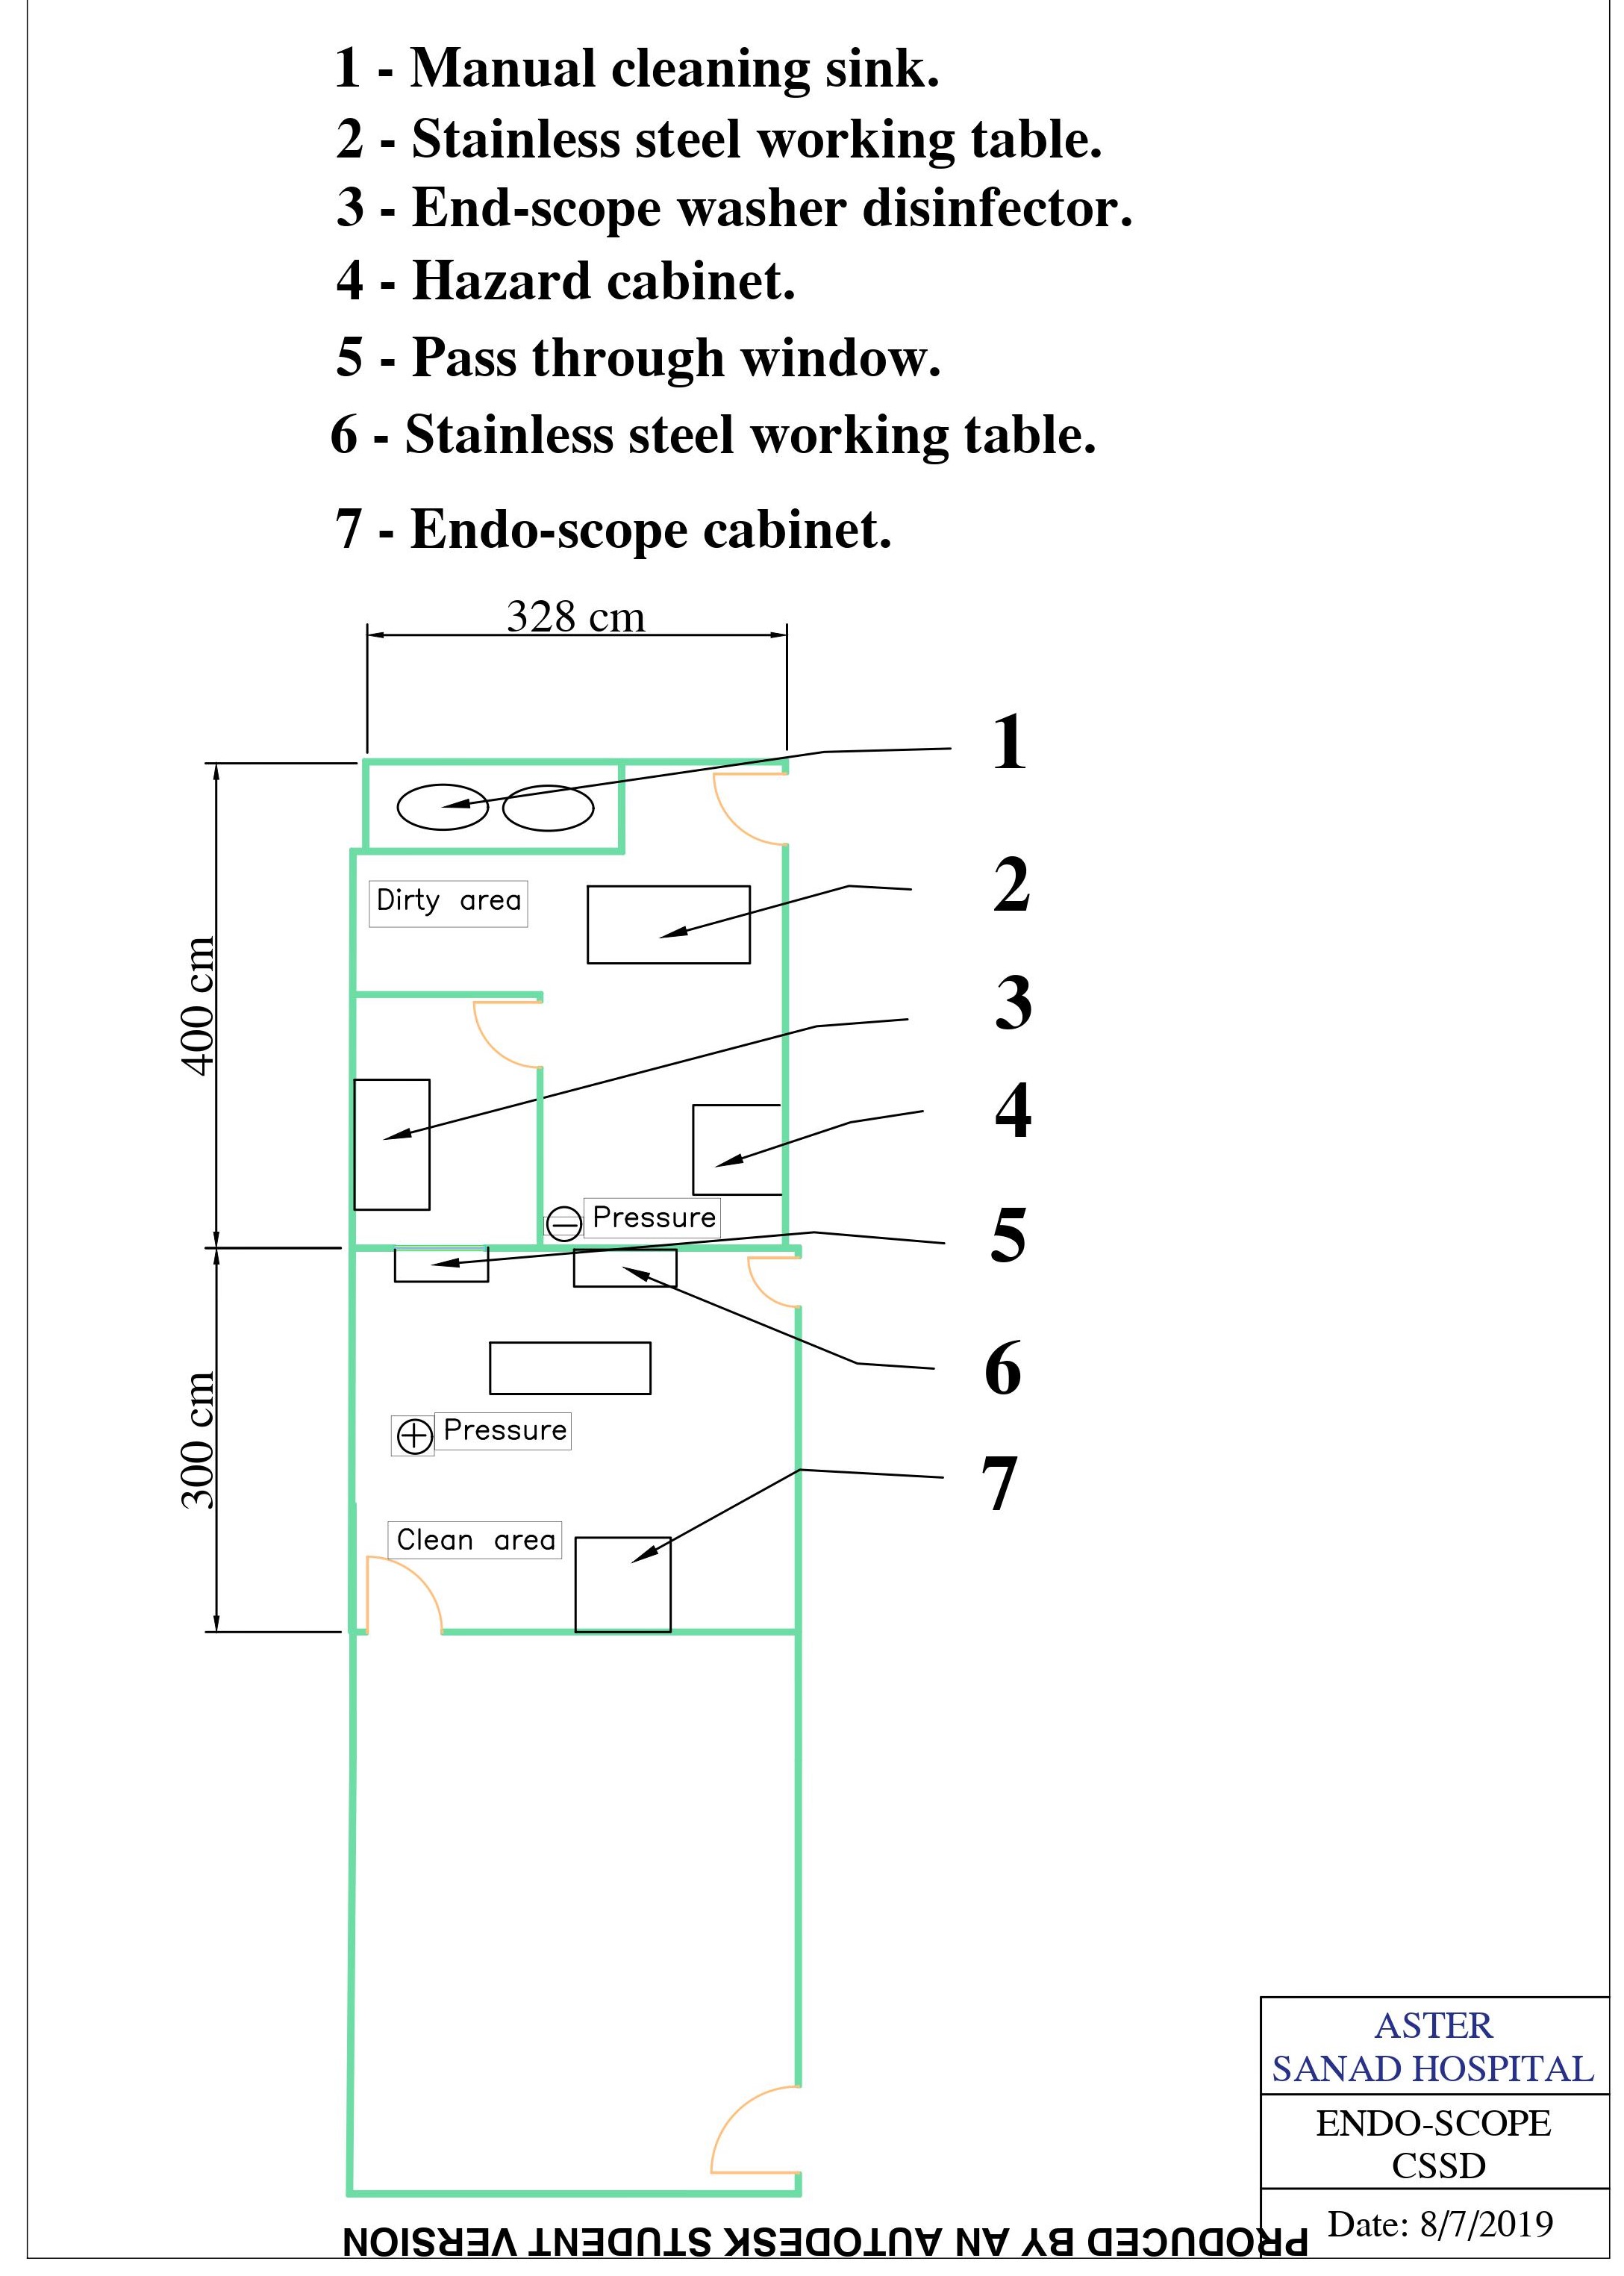 1 - Manual cleaning sink.
2 - Stainless steel working table.
3 - End-scope washer disinfector.
4 - Hazard cabinet.
5 - Pass through window.
6 - Stainless steel working table.
7 - Endo-scope cabinet.
328 cm
1
Dirty area
2
400 cm
3
4
Pressure
5
6
300 cm
Pressure
7
Clean area
ASTER
SANAD HOSPITAL
ENDO-SCOPE
CSSD
Date: 8/7/2019
PRODUCED BY AN AUTODESK STUDENT VERSION